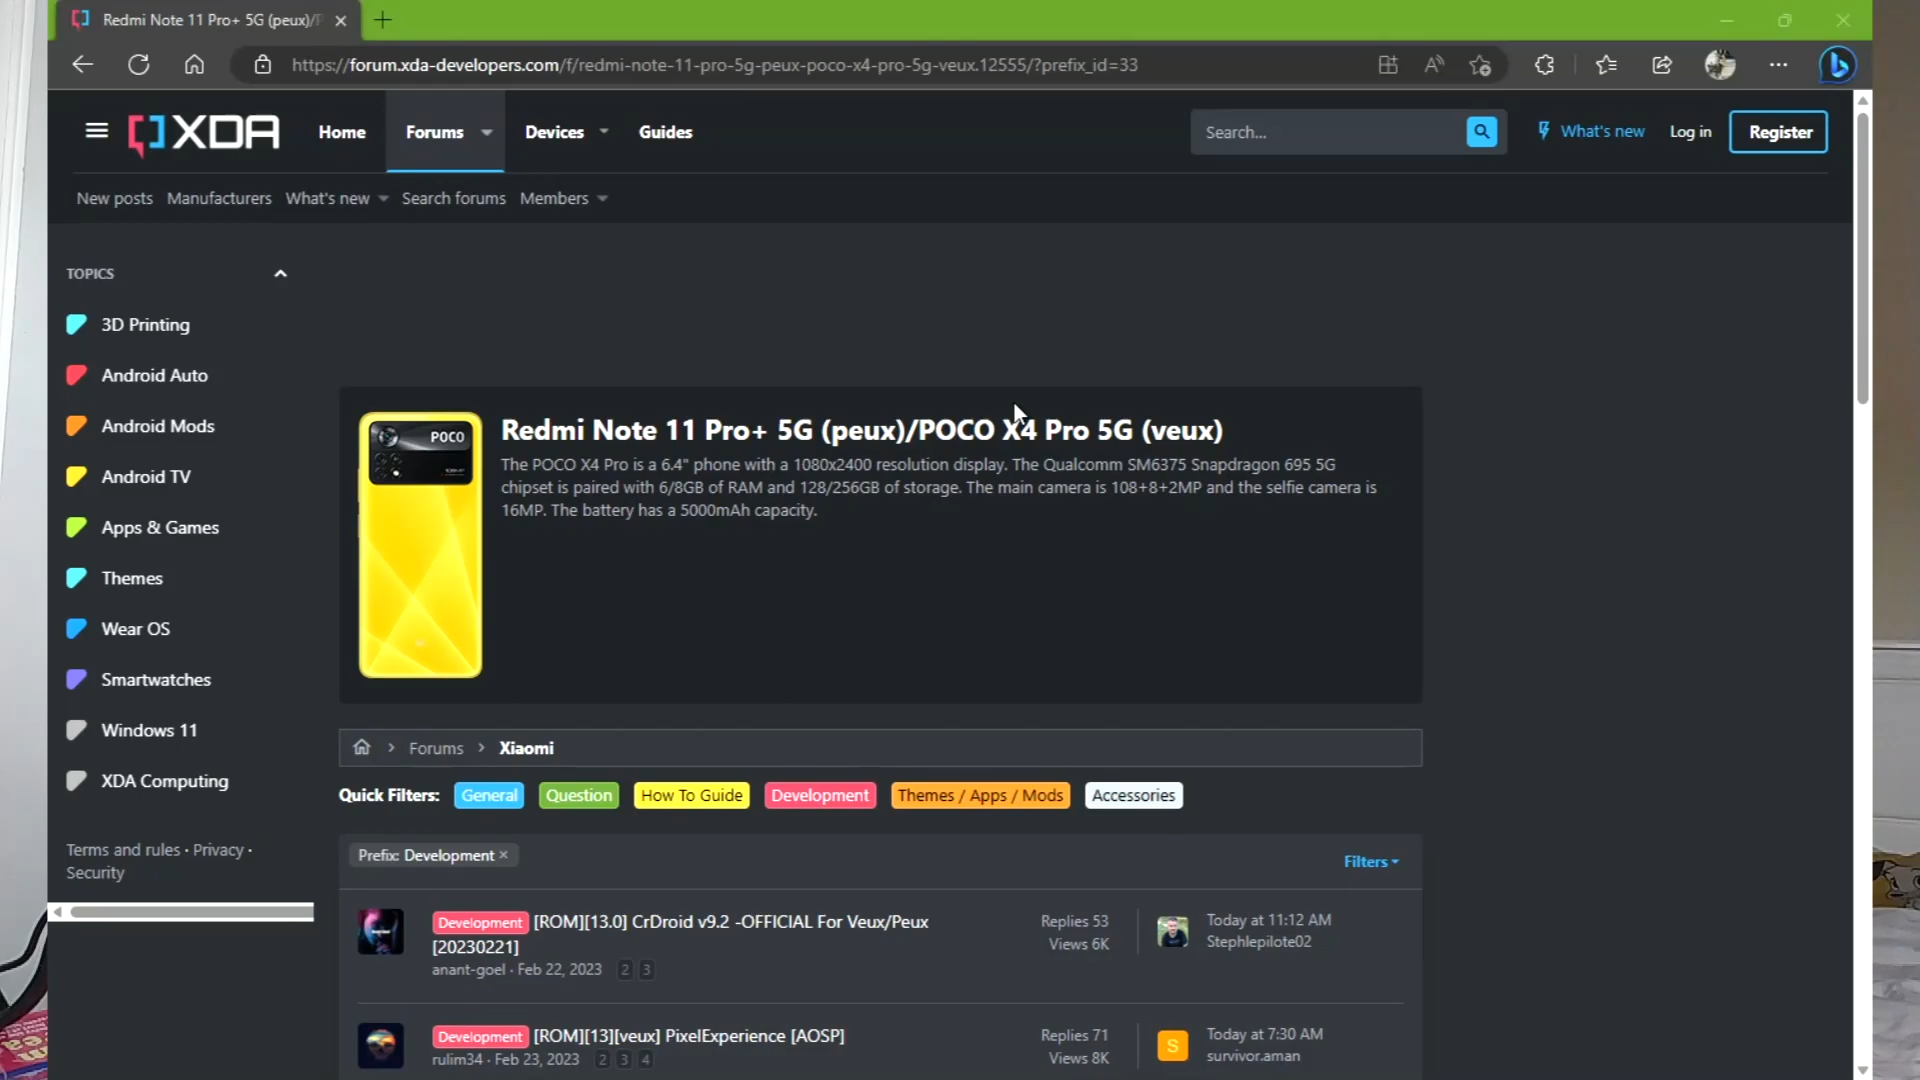 Redmi Note 11 Pro+ 5G (peux)/P
https://forum.xda-developers.com/f/redmi-note-11-pro-5g-peux-poco-x4-pro-5g-veux.12555/?prefix_id=33
XDA Home Forums Devices Guides Search... What's new Log in Register
New posts Manufacturers What's new Search forums Members
TOPICS
3D Printing
Android Auto
Android Mods
Android TV
Apps & Games
Themes
Wear OS
Smartwatches
Windows 11
XDA Computing
Terms and rules · Privacy ·
Security
POCO
Redmi Note 11 Pro+ 5G (peux)/POCO X4 Pro 5G (veux)
The POCO X4 Pro is a 6.4" phone with a 1080x2400 resolution display. The Qualcomm SM6375 Snapdragon 695 5G
chipset is paired with 6/8GB of RAM and 128/256GB of storage. The main camera is 108+8+2MP and the selfie camera is
16MP. The battery has a 5000mAh capacity.
Forums Xiaomi
Quick Filters: General Question How To Guide Development Themes / Apps / Mods Accessories
Prefix: Development × Filters
Development [ROM][13.0] CrDroid v9.2 -OFFICIAL For Veux/Peux
[20230221]
anant-goel · Feb 22, 2023 2 3
Replies 53
Views 6K
Today at 11:12 AM
Stephlepilote02
Development [ROM][13][veux] PixelExperience [AOSP]
rulim34 · Feb 23, 2023 2 3 4
Replies 71
Views 8K
S
Today at 7:30 AM
survivor.aman